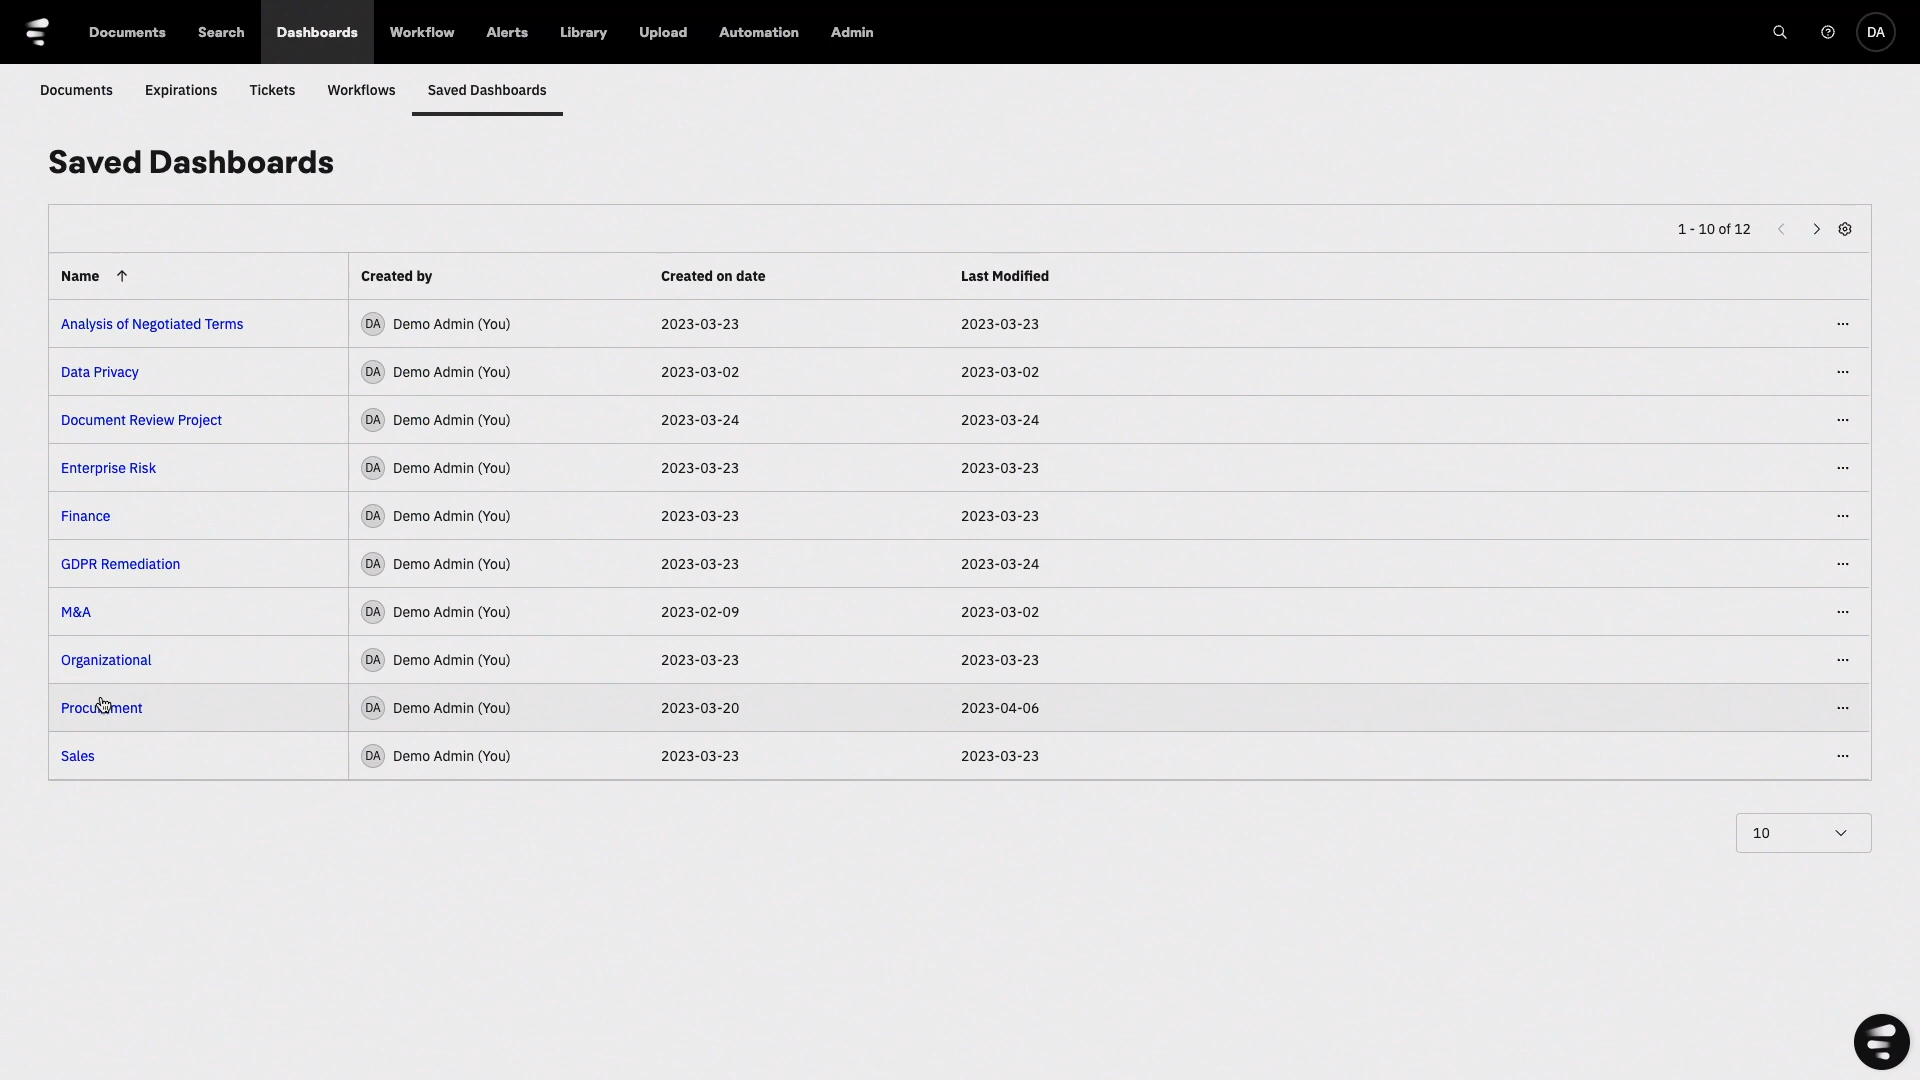 Documents Search Dashboards Workflow Alerts Library Upload Automation Admin DA
Documents Expirations Tickets Workflows Saved Dashboards
Saved Dashboards
1 - 10 of 12
Name Created by Created on date Last Modified
Analysis of Negotiated Terms DA Demo Admin (You) 2023-03-23 2023-03-23
Data Privacy DA Demo Admin (You) 2023-03-02 2023-03-02
Document Review Project DA Demo Admin (You) 2023-03-24 2023-03-24
Enterprise Risk DA Demo Admin (You) 2023-03-23 2023-03-23
Finance DA Demo Admin (You) 2023-03-23 2023-03-23
GDPR Remediation DA Demo Admin (You) 2023-03-23 2023-03-24
M&A DA Demo Admin (You) 2023-02-09 2023-03-02
Organizational DA Demo Admin (You) 2023-03-23 2023-03-23
Procurement DA Demo Admin (You) 2023-03-20 2023-04-06
Sales DA Demo Admin (You) 2023-03-23 2023-03-23
10